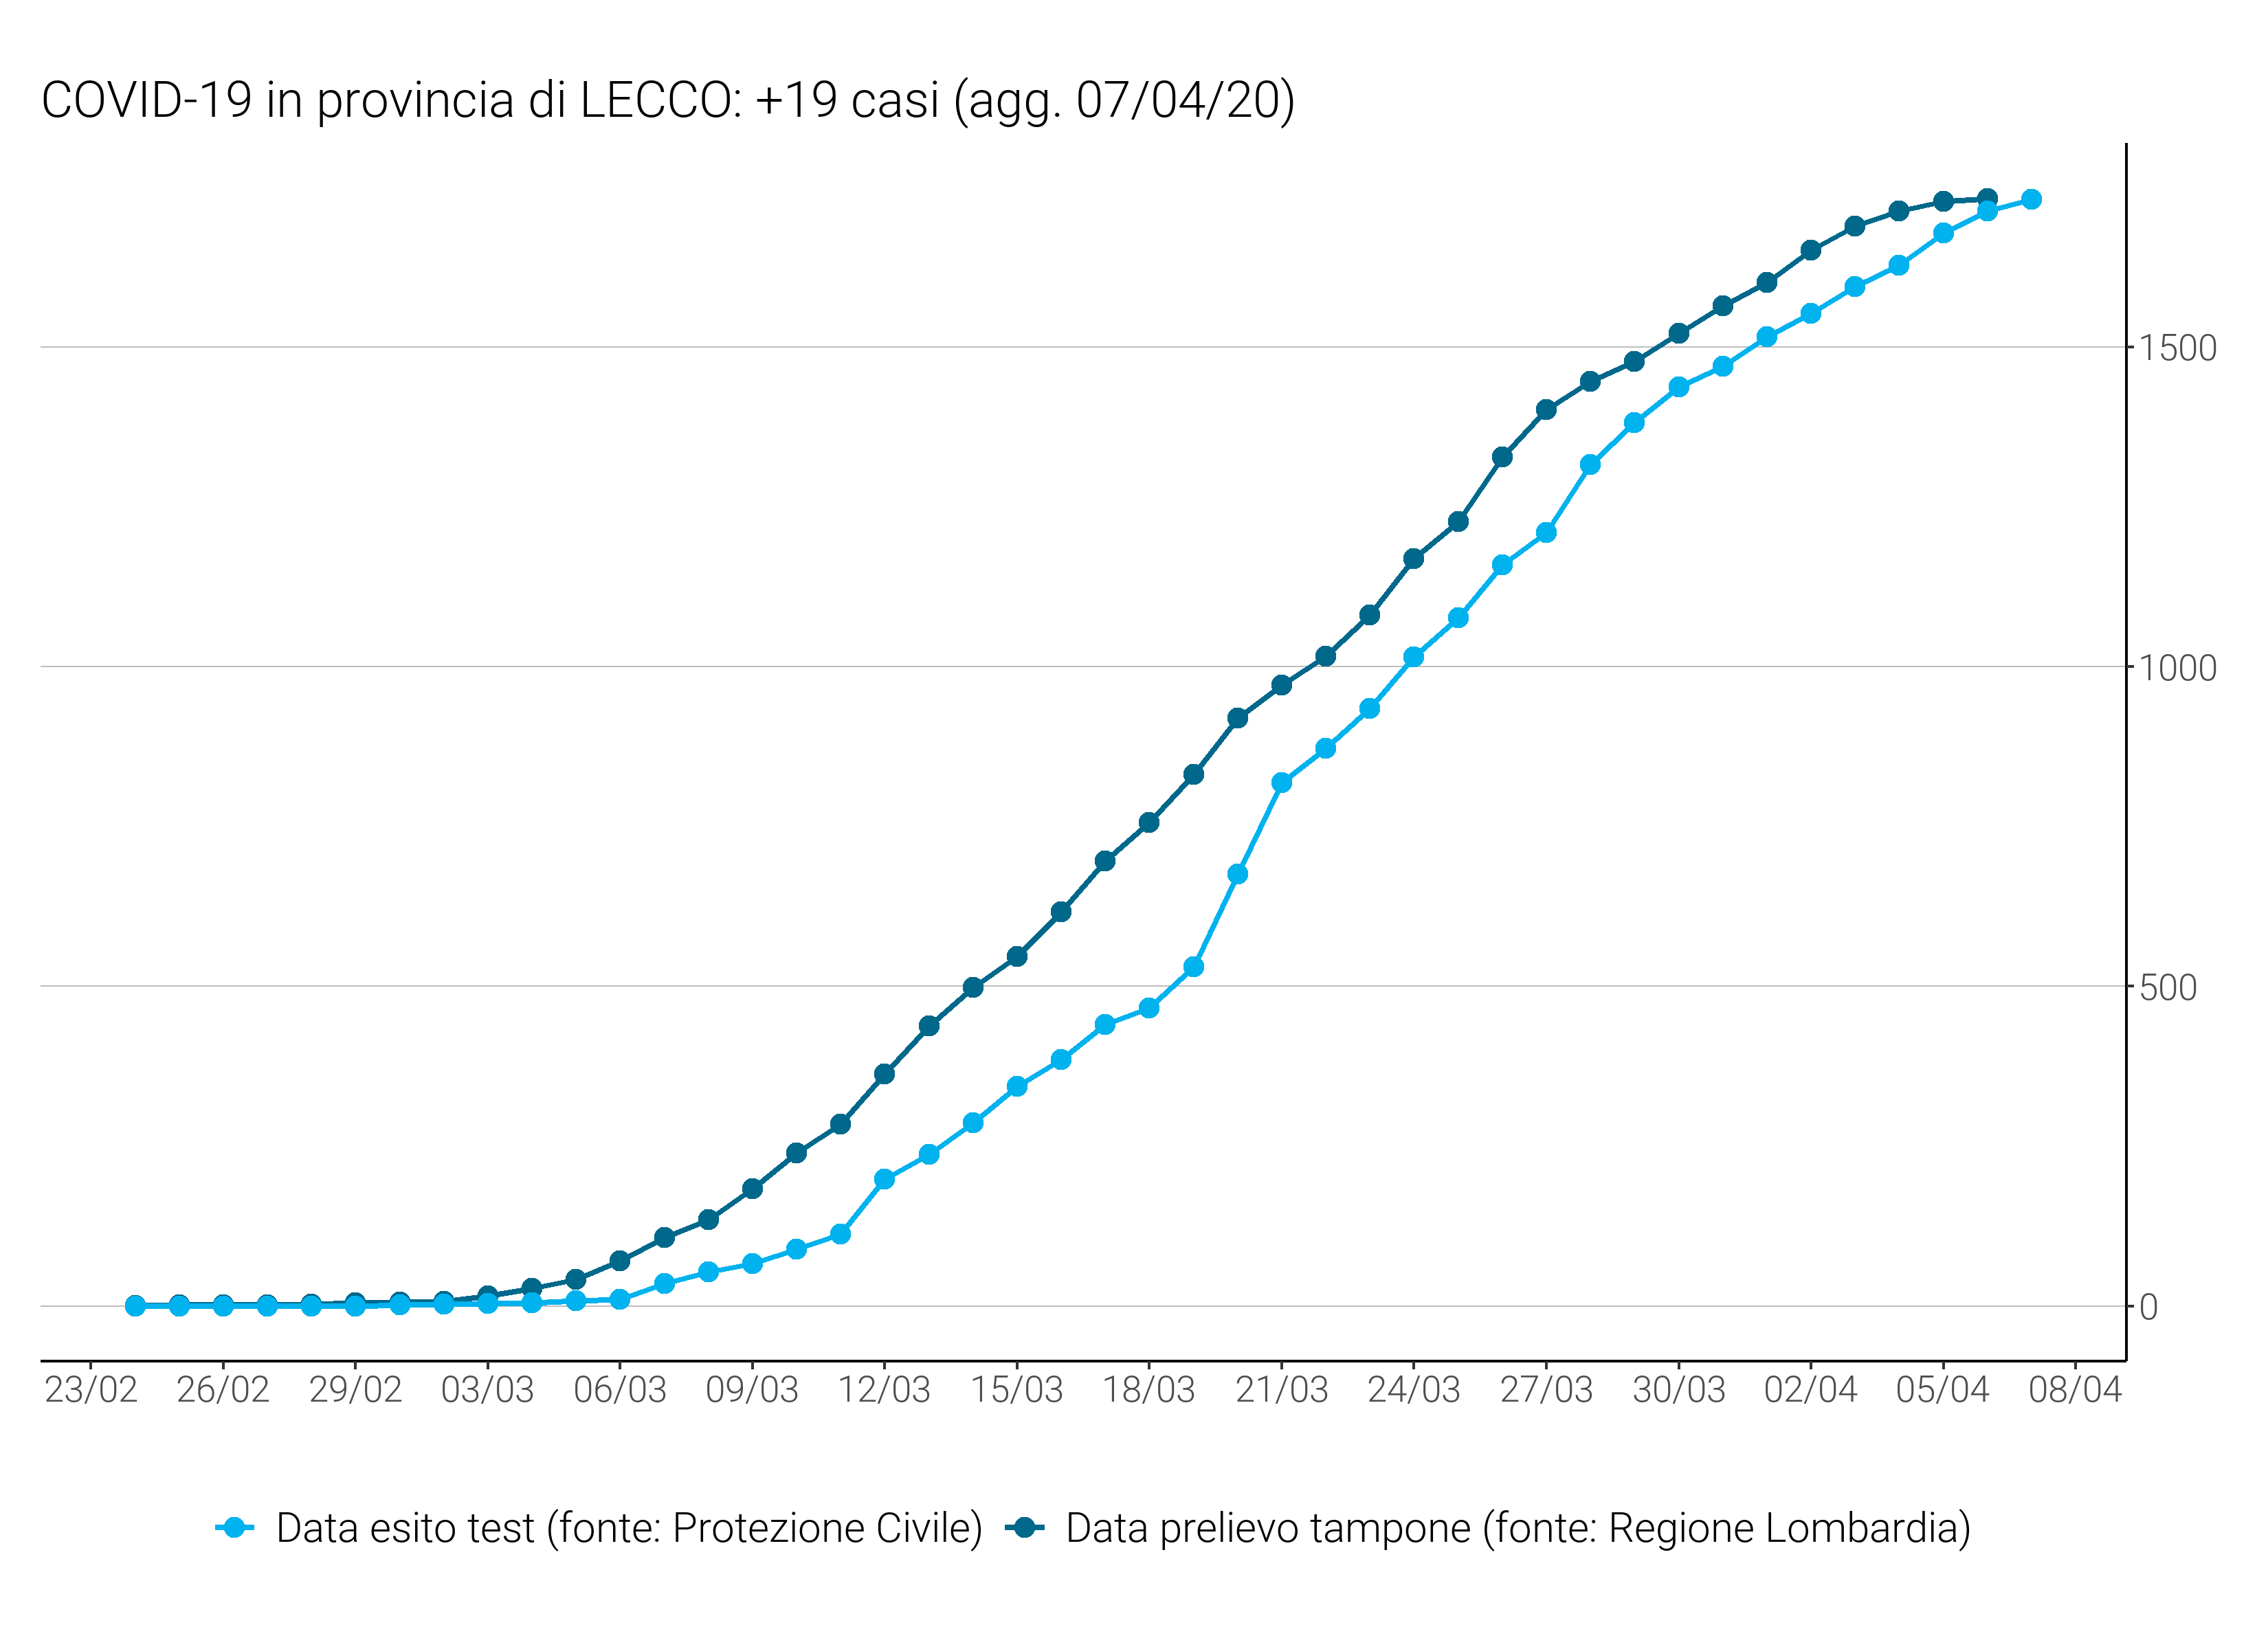 COVID-19 in provincia di LECCO: +19 casi (agg. 07/04/20)
1500
1000
500
0
23/02 26/02 29/02 03/03 06/03 09/03 12/03 15/03 18/03 21/03 24/03 27/03 30/03 02/04 05/04 08/04
Data esito test (fonte: Protezione Civile) Data prelievo tampone (fonte: Regione Lombardia)